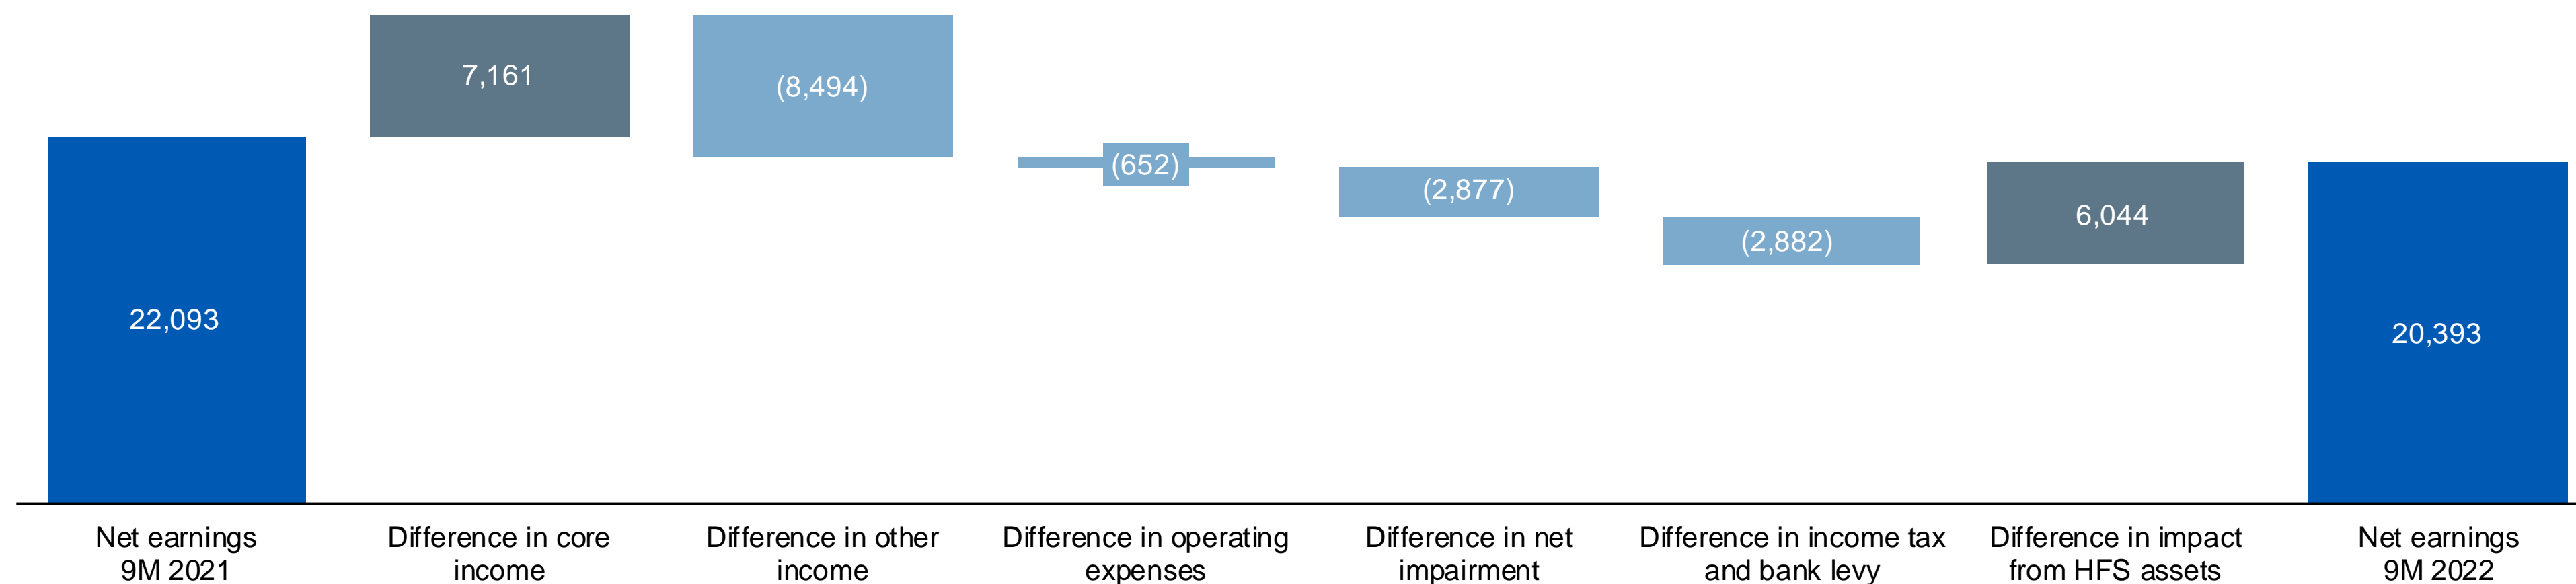 7,161
(8,494)
(652)
(2,877)
(2,882)
6,044
22,093
20,393
Net earnings
9M 2021
Difference in core
income
Difference in other
income
Difference in operating
expenses
Difference in net
impairment
Difference in income tax
and bank levy
Difference in impact
from HFS assets
Net earnings
9M 2022